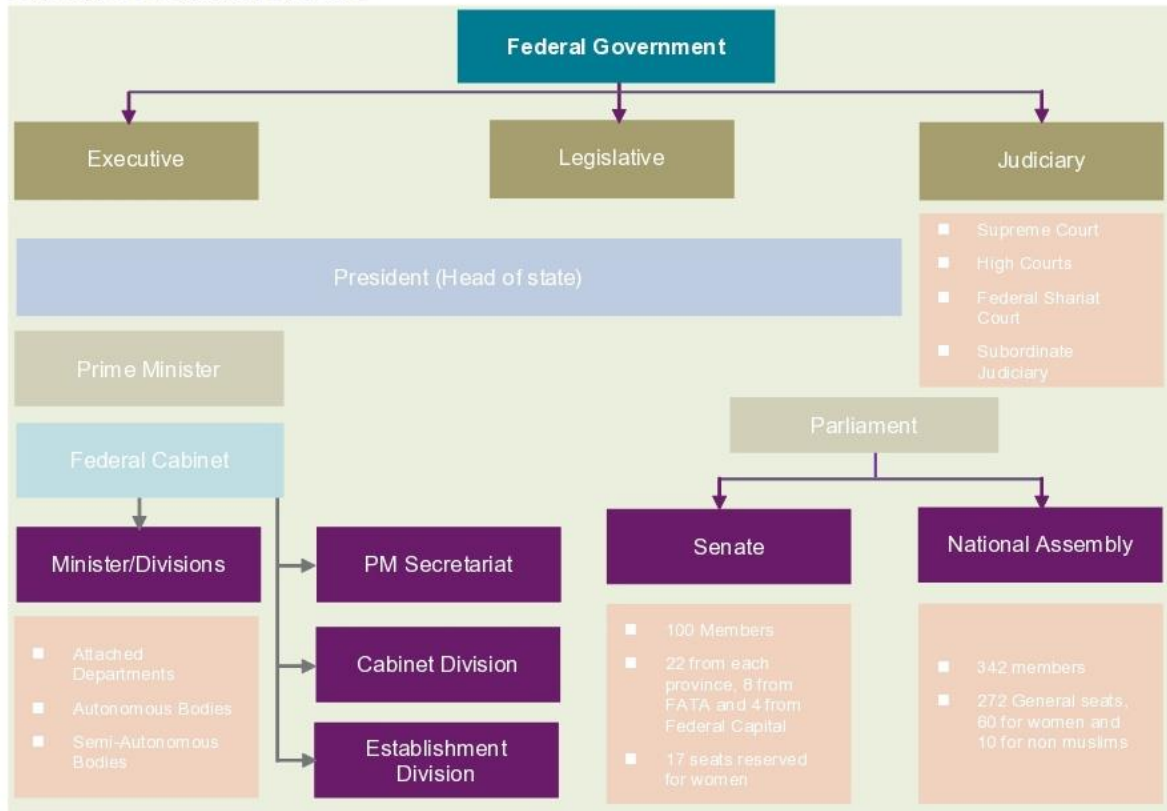 Federal Government
Executive
Legislative
Judiciary
Supreme Court
High Courts
Federal Shariat
Court
Subordinate
Judiciary
President (Head of state)
Prime Minister
Federal Cabinet
Parliament
Minister/Divisions
PM Secretariat
Senate
National Assembly
Attached
Departments
Autonomous Bodies
Semi-Autonomous
Bodies
Cabinet Division
Establishment
Division
100 Members
22 from each
province, 8 from
FATA and 4 from
Federal Capital
17 seats reserved
for women
342 members
272 General seats,
60 for women and
10 for non muslims